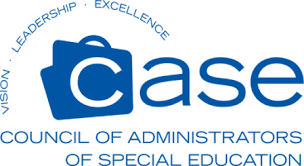 VISION · LEADERSHIP · EXCELLENCE
case
COUNCIL OF ADMINISTRATORS
OF SPECIAL EDUCATION